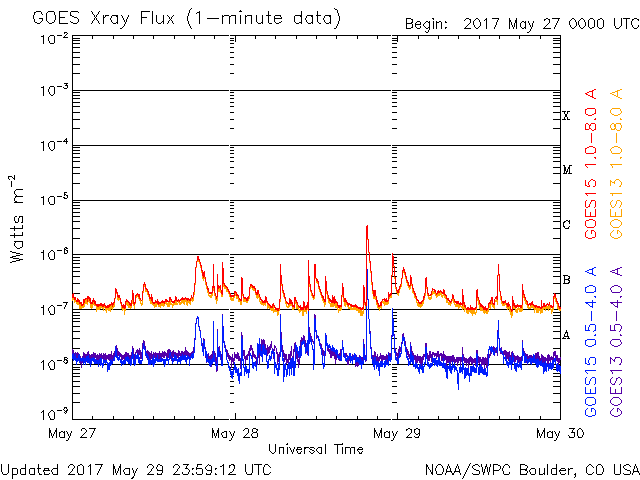 GOES Xray Flux (1-minute data)
Begin: 2017 May 27 0000 UTC
10-2
10-3
10-4
10-5
10-6
10-7
10-8
10-9
Watts m-2
X
M
C
B
A
GOES15 1.0-8.0 A
GOES13 1.0-8.0 A
GOES15 0.5-4.0 A
GOES13 0.5-4.0 A
May 27 May 28 May 29 May 30
Universal Time
Updated 2017 May 29 23:59:12 UTC
NOAA/SWPC Boulder, CO USA